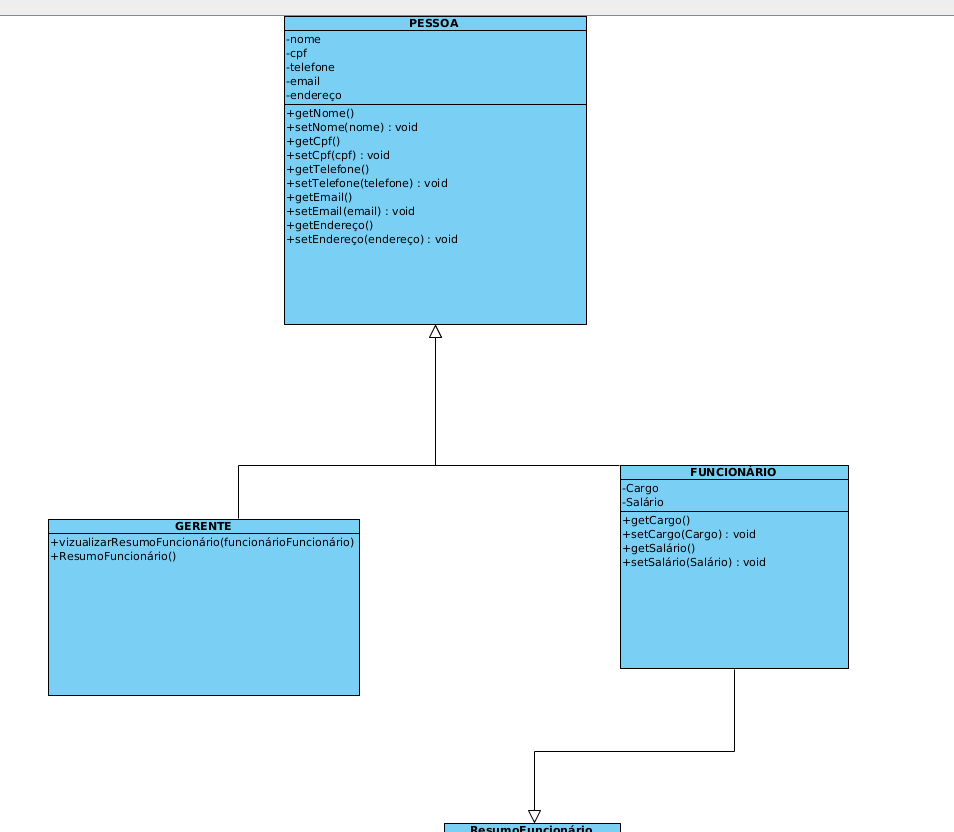 PESSOA
-nome
-cpf
-telefone
-email
-endereço
+getNome()
+setNome(nome) : void
+getCpf()
+setCpf(cpf) : void
+getTelefone()
+setTelefone(telefone) : void
+getEmail()
+setEmail(email) : void
+getEndereço()
+setEndereço(endereço) : void
GERENTE
+vizualizarResumoFuncionário(funcionárioFuncionário)
+ResumoFuncionário()
FUNCIONÁRIO
-Cargo
-Salário
+getCargo()
+setCargo(Cargo) : void
+getSalário()
+setSalário(Salário) : void
ResumoFuncionário